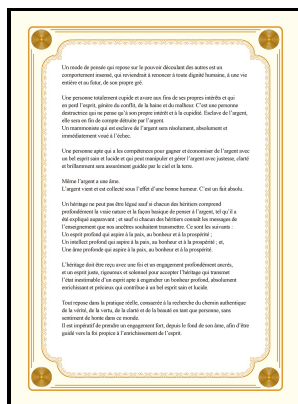 Un mode de pensée qui repose sur le pouvoir découlant des autres est un
comportement insensé, qui reviendrait à renoncer à toute dignité humaine, à une vie
entière et au futur, de son propre gré.
Une personne totalement cupide et avare aux fins de ses propres intérêts et qui
en perd l'esprit, génère du conflit, de la haine et du malheur. C'est une personne
destructrice qui ne pense qu'à son propre intérêt et à la cupidité. Esclave de l'argent,
elle sera en fin de compte détruite par l'argent.
Un mammoniste qui est esclave de l'argent sera résolument, absolument et
immédiatement voué à l'échec.
Une personne apte qui a les compétences pour gagner et économiser de l'argent avec
un bel esprit sain et lucide et qui peut manipuler et gérer l'argent avec justesse, clarté
et brillamment sera assurément guidée par le ciel et la terre.
Même l'argent a une âme.
L'argent vient et est collecté sous l'effet d'une bonne humeur. C'est un fait absolu.
Un héritage ne peut pas être légué sauf si chacun des héritiers comprend
profondément la vraie nature et la façon basique de penser à l'argent, tel qu'il a
été expliqué auparavant ; et sauf si chacun des héritiers connaît les messages de
l'enseignement que nos ancêtres souhaitent transmettre. Ce sont les suivants :
Un esprit profond qui aspire à la paix, au bonheur et à la prospérité ;
Un intellect profond qui aspire à la paix, au bonheur et à la prospérité ; et,
Une âme profonde qui aspire à la paix, au bonheur et à la prospérité.
L'héritage doit être reçu avec une foi et un engagement profondément ancrés,
et un esprit juste, rigoureux et solennel pour accepter l'héritage qui transmet
l'état inestimable d'un esprit apte à engendrer un bonheur profond, absolument
enrichissant et précieux qui contribue à un bel esprit sain et lucide.
Tout repose dans la pratique réelle, consacrée à la recherche du chemin authentique
de la vérité, de la vertu, de la clarté et de la beauté en tant que personne, sans
sentiment de honte dans ce monde.
Il est impératif de prendre un engagement fort, depuis le fond de son âme, afin d'être
guidé vers la foi propice à l'enrichissement de l'esprit.